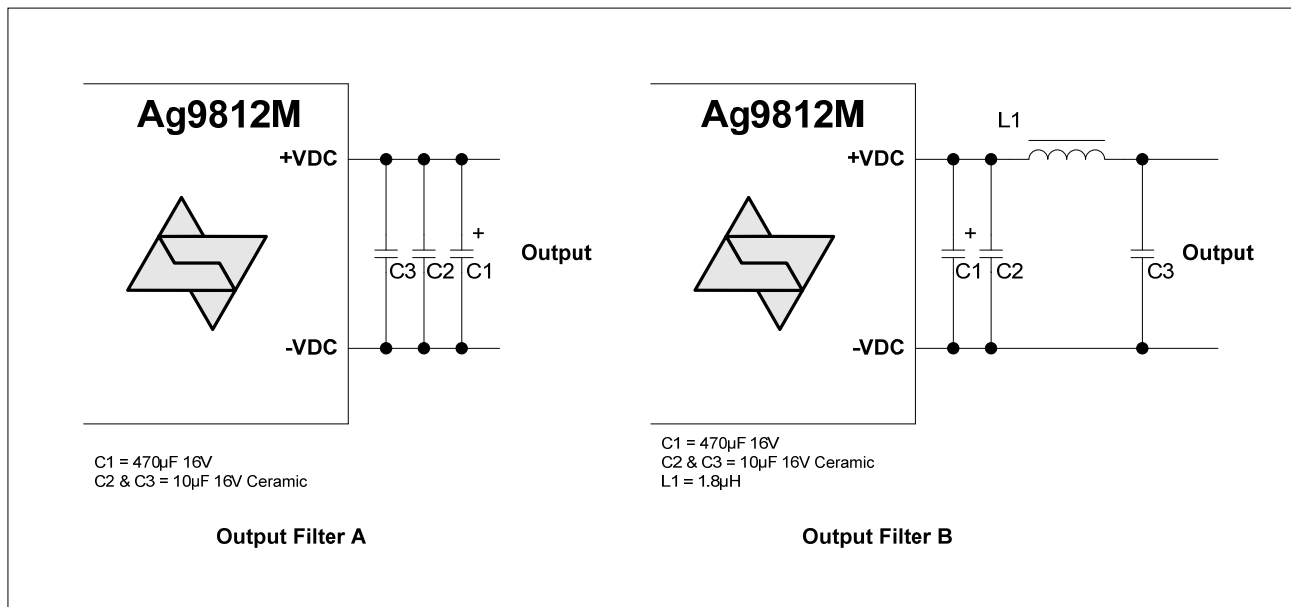 Ag9812M
+VDC
+
C3
C2
C1
Output
-VDC
C1 = 470µF 16V
C2 & C3 = 10µF 16V Ceramic
Output Filter A
Ag9812M
L1
+VDC
+
C1
C2
C3
Output
-VDC
C1 = 470µF 16V
C2 & C3 = 10µF 16V Ceramic
L1 = 1.8µH
Output Filter B